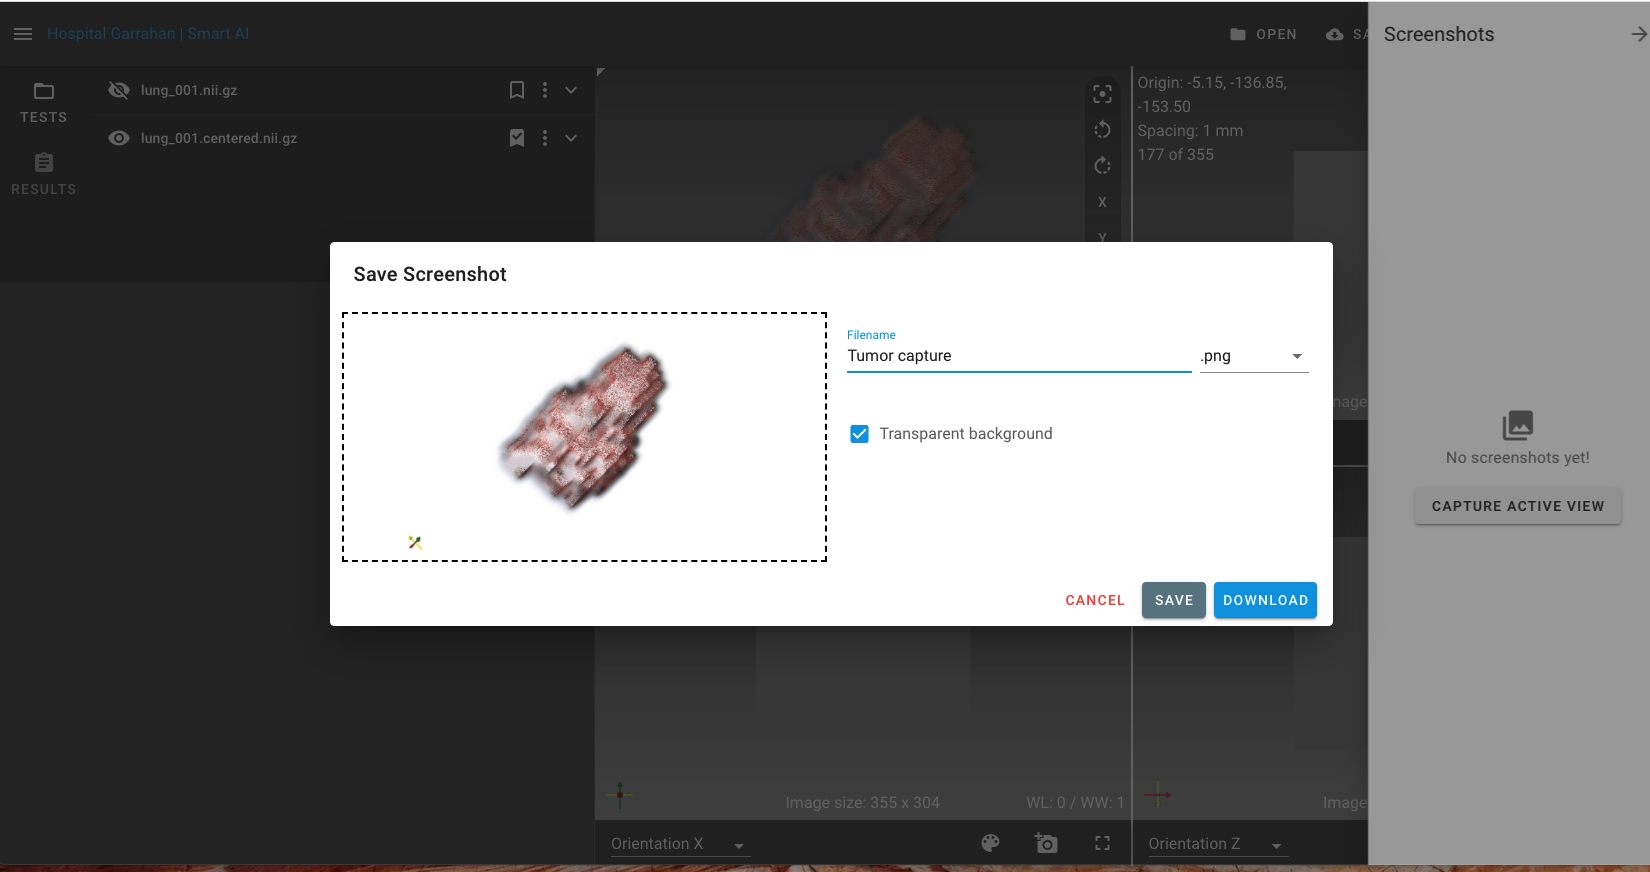 Hospital Garrahan | Smart AI
OPEN
Screenshots
TESTS
RESULTS
lung_001.nii.gz
lung_001.centered.nii.gz
X
Y
Origin: -5.15, -136.85,
-153.50
Spacing: 1 mm
177 of 355
Save Screenshot
Filename
Tumor capture
.png
Transparent background
CANCEL
SAVE
DOWNLOAD
No screenshots yet!
CAPTURE ACTIVE VIEW
Image size: 355 x 304
WL: 0 / WW: 1
Image
Orientation X
Orientation Z